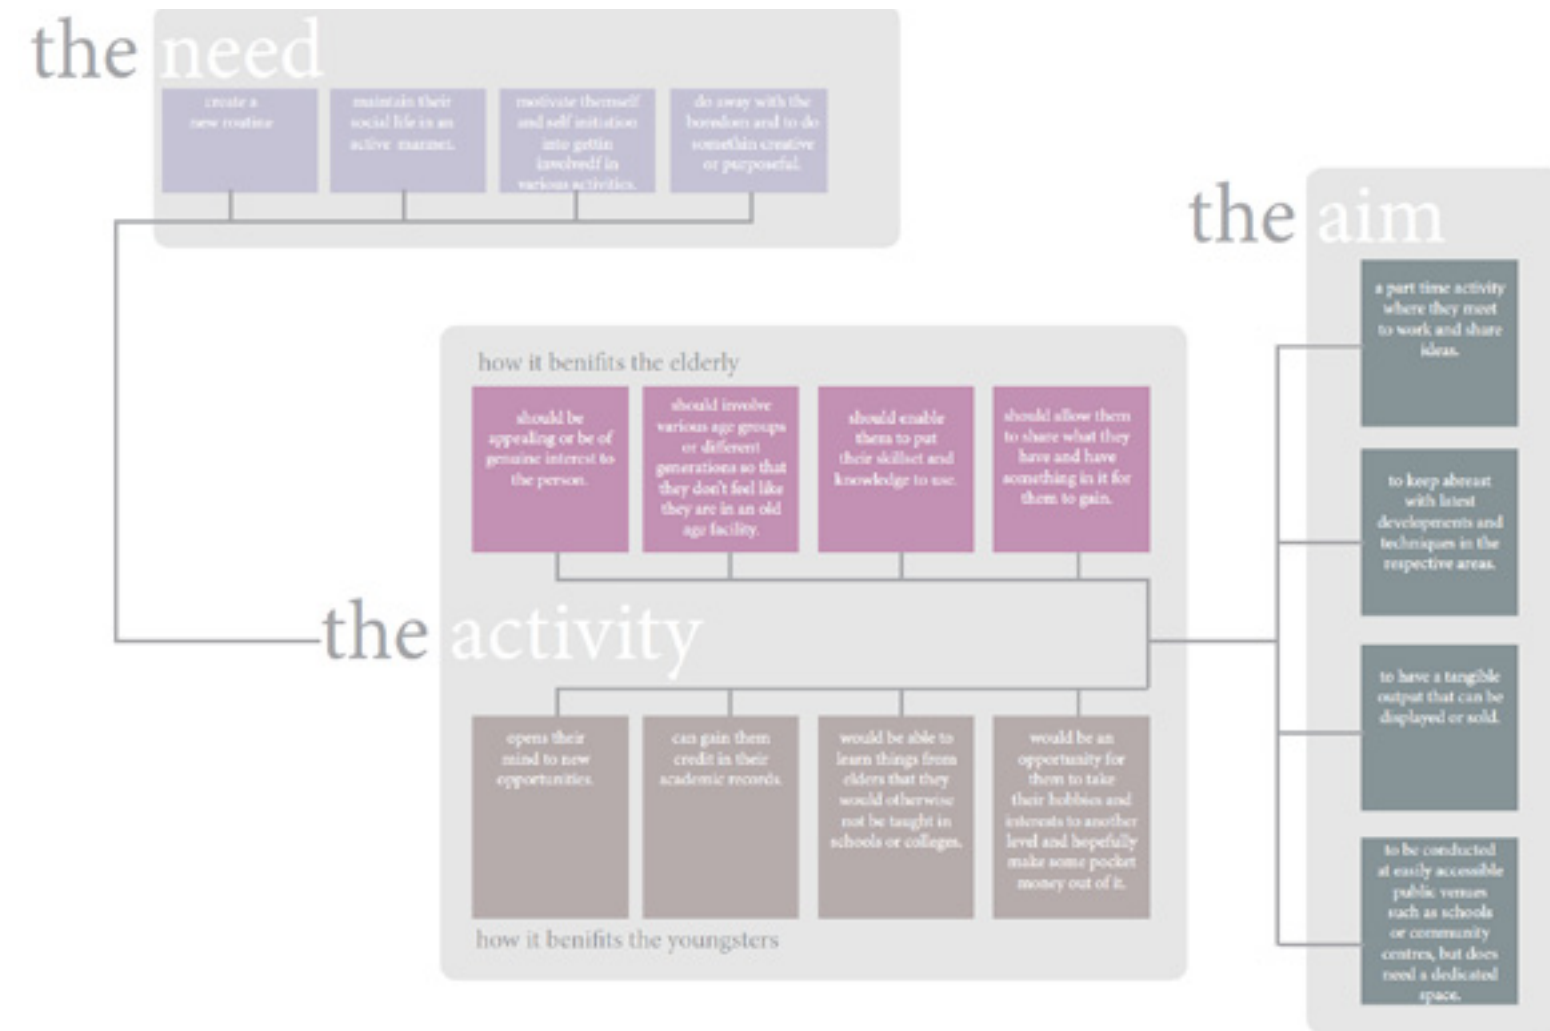 the need
create a
new routine
maintain their
social life in an
active manner.
motivate themself
and self initiation
into gettin
involvedf in
various activities.
do away with the
boredom and to do
somethin creative
or purposeful.
the aim
a part time activity
where they meet
to work and share
ideas.
to keep abreast
with latest
developments and
techniques in the
respective areas.
to have a tangible
output that can be
displayed or sold.
to be conducted
at easily accessible
public venues
such as schools
or community
centres, but does
need a dedicated
space.
how it benifits the elderly
should be
appealing or be of
genuine interest to
the person.
should involve
various age groups
or different
generations so that
they don't feel like
they are in an old
age facility.
should enable
them to put
their skillset and
knowledge to use.
should allow them
to share what they
have and have
something in it for
them to gain.
the activity
opens their
mind to new
opportunities.
can gain them
credit in their
academic records.
would be able to
learn things from
elders that they
would otherwise
not be taught in
schools or colleges.
would be an
opportunity for
them to take
their hobbies and
interests to another
level and hopefully
make some pocket
money out of it.
how it benifits the youngsters